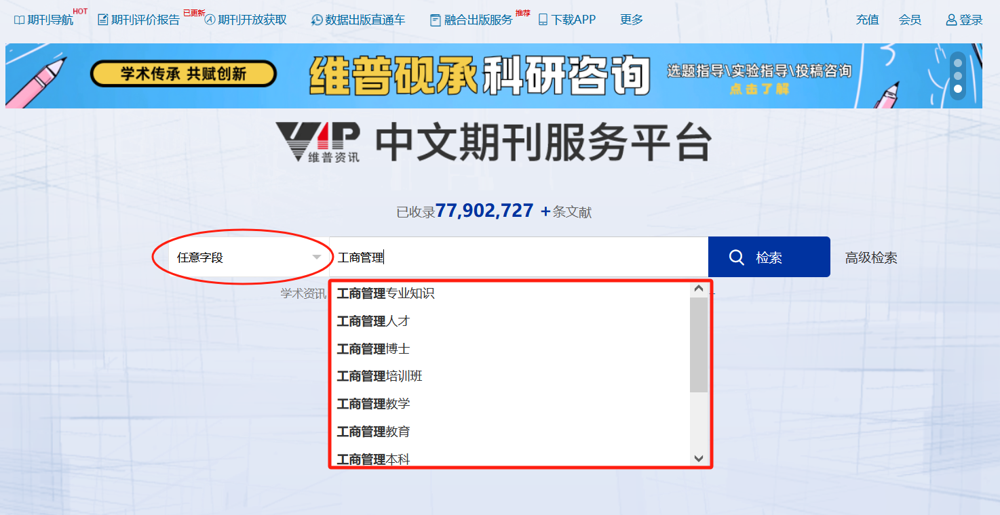 期刊导航 HOT 期刊评价报告 已更新 期刊开放获取 数据出版直通车 融合出版服务 推荐 下载APP 更多 充值 会员 登录
学术传承 共赋创新 维普砚承科研咨询 选题指导\实验指导\投稿咨询
点击了解
VIP 维普资讯 中文期刊服务平台
已收录77,902,727 +条文献
任意字段 工商管理 检索 高级检索
学术资讯 工商管理专业知识
工商管理人才
工商管理博士
工商管理培训班
工商管理教学
工商管理教育
工商管理本科